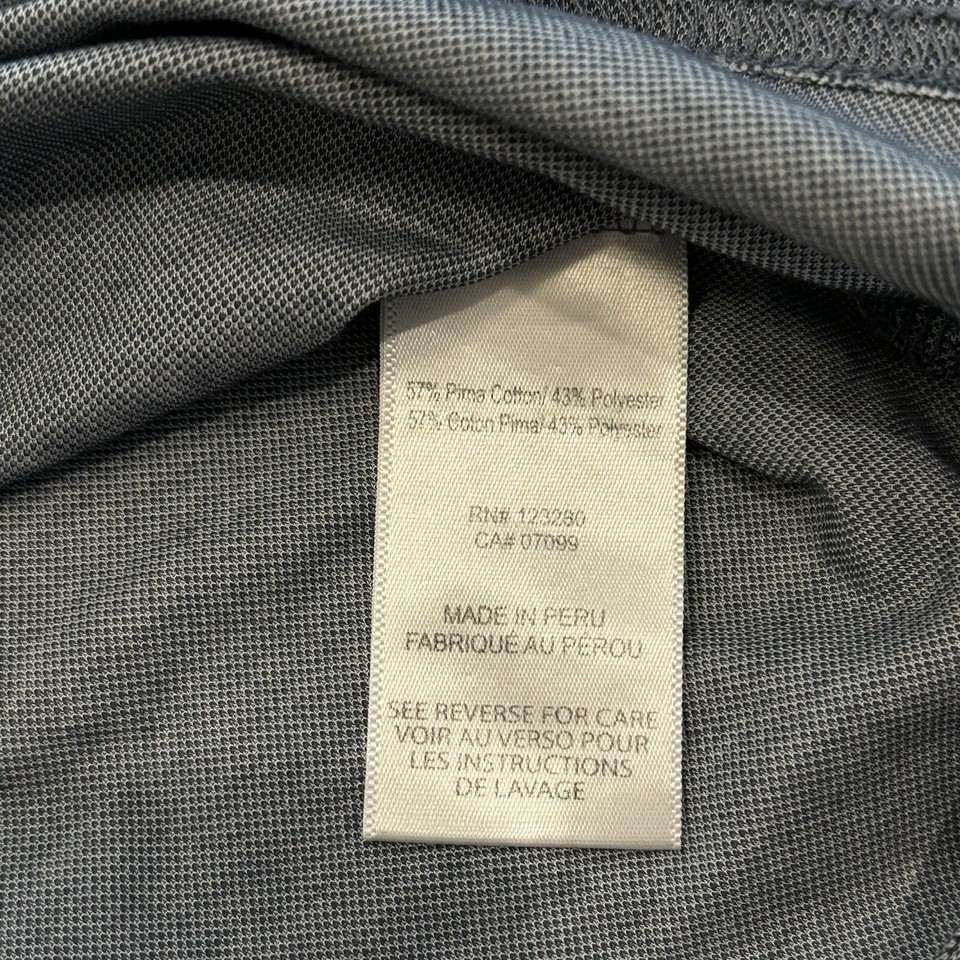 57% Pima Cotton/ 43% Polyester
57% Coton Pima/ 43% Polyester
RN# 123280
CA# 07099
MADE IN PERU
FABRIQUÉ AU PÉROU
SEE REVERSE FOR CARE
VOIR AU VERSO POUR
LES INSTRUCTIONS
DE LAVAGE